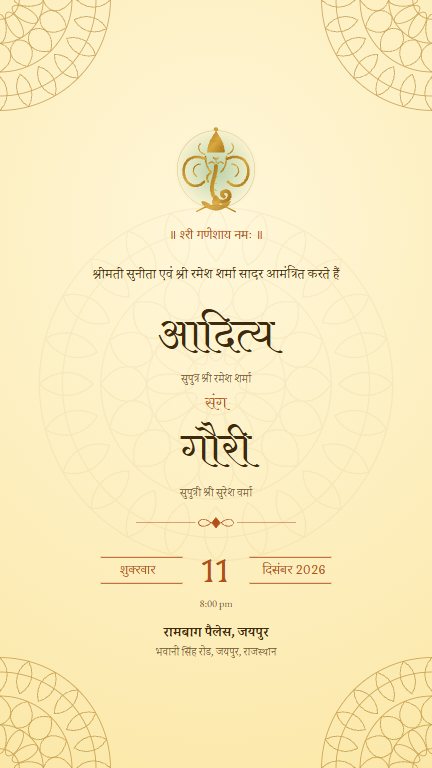 ॥ श्री गणेशाय नमः ॥
श्रीमती सुनीता एवं श्री रमेश शर्मा सादर आमंत्रित करते हैं
आदित्य
सुपुत्र श्री रमेश शर्मा
संग
गौरी
सुपुत्री श्री सुरेश वर्मा
शुक्रवार 11 दिसंबर 2026
8:00 pm
रामबाग पैलेस, जयपुर
भवानी सिंह रोड, जयपुर, राजस्थान